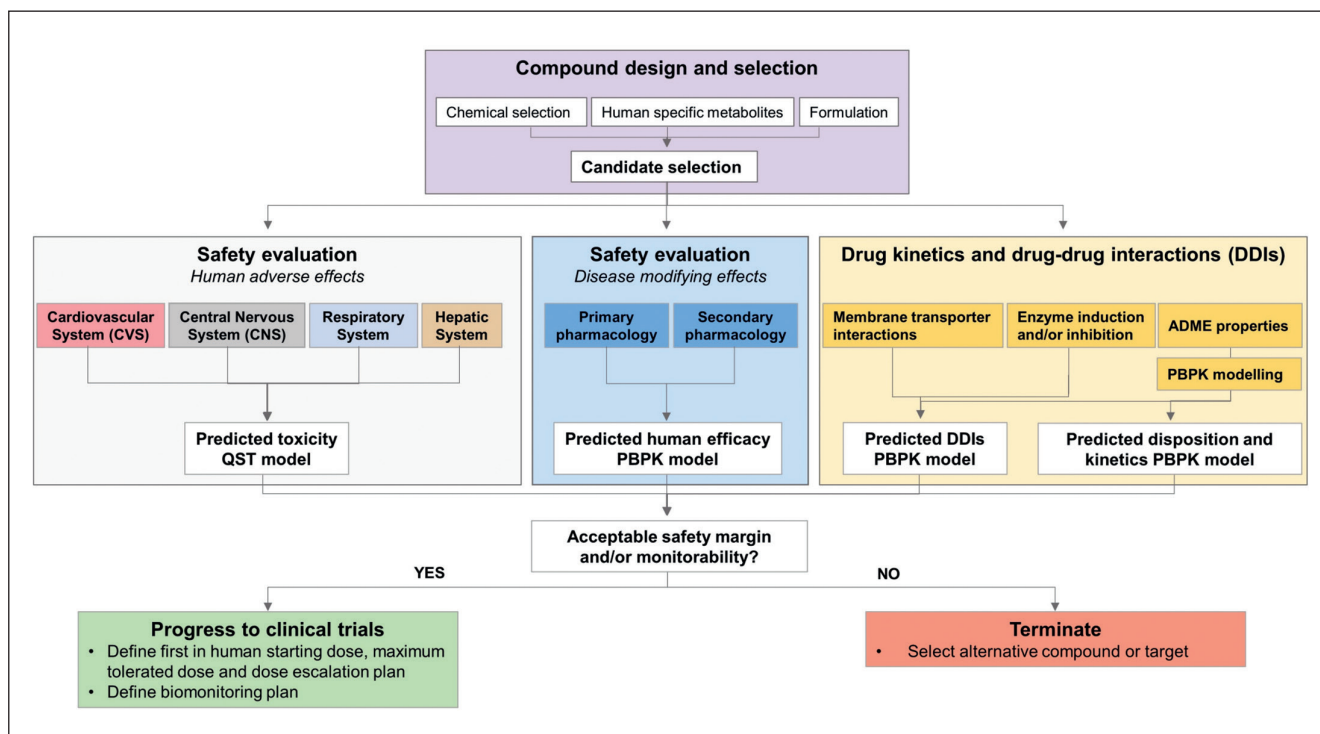 Compound design and selection
Chemical selection
Human specific metabolites
Formulation
Candidate selection
Safety evaluation
Human adverse effects
Cardiovascular
System (CVS)
Central Nervous
System (CNS)
Respiratory
System
Hepatic
System
Predicted toxicity
QST model
Safety evaluation
Disease modifying effects
Primary
pharmacology
Secondary
pharmacology
Predicted human efficacy
PBPK model
Drug kinetics and drug-drug interactions (DDIs)
Membrane transporter
interactions
Enzyme induction
and/or inhibition
ADME properties
PBPK modelling
Predicted DDIs
PBPK model
Predicted disposition and
kinetics PBPK model
Acceptable safety margin
and/or monitorability?
YES
NO
Progress to clinical trials
• Define first in human starting dose, maximum
tolerated dose and dose escalation plan
• Define biomonitoring plan
Terminate
• Select alternative compound or target